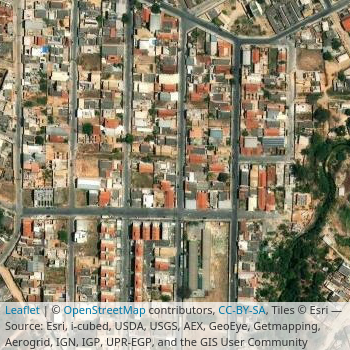 Leaflet | © OpenStreetMap contributors, CC-BY-SA, Tiles © Esri —
Source: Esri, i-cubed, USDA, USGS, AEX, GeoEye, Getmapping,
Aerogrid, IGN, IGP, UPR-EGP, and the GIS User Community